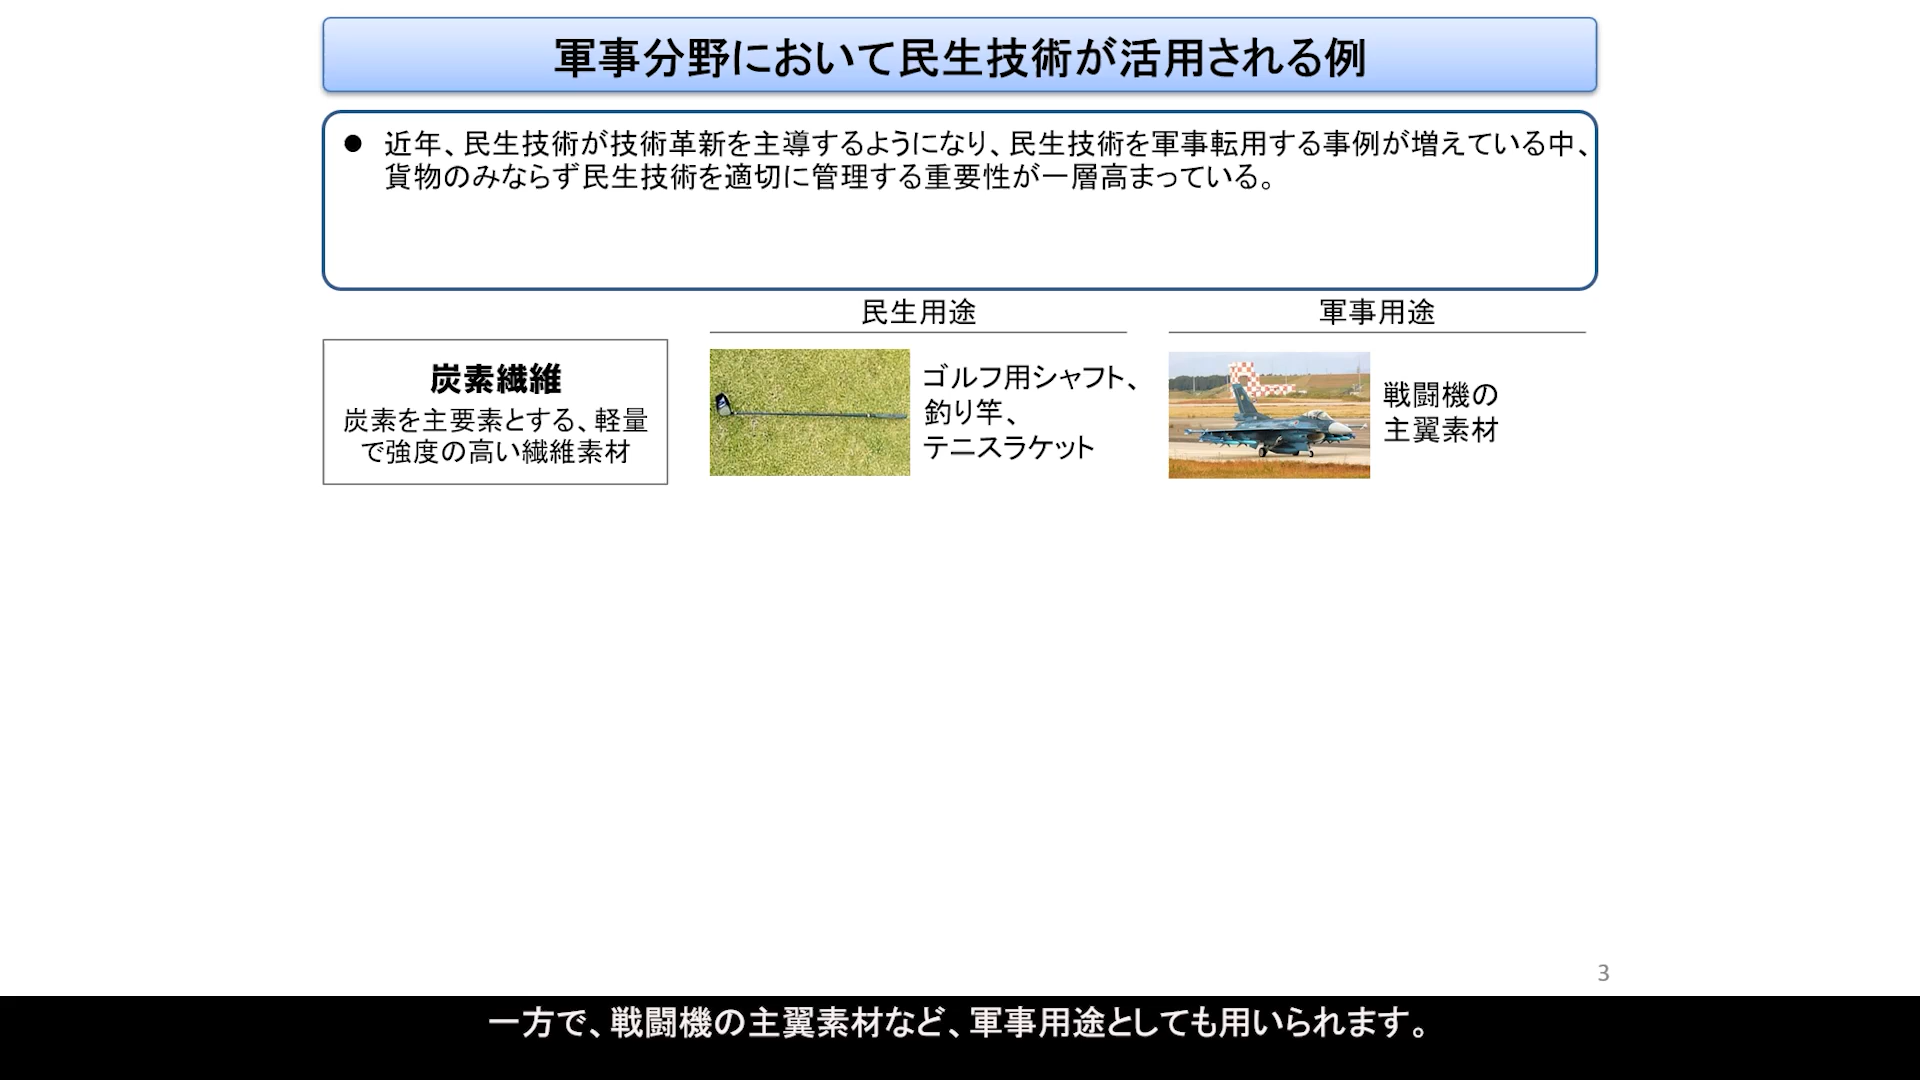 軍事分野において民生技術が活用される例
● 近年、民生技術が技術革新を主導するようになり、民生技術を軍事転用する事例が増えている中、
貨物のみならず民生技術を適切に管理する重要性が一層高まっている。
民生用途
軍事用途
炭素繊維
炭素を主要素とする、軽量
で強度の高い繊維素材
ゴルフ用シャフト、
釣り竿、
テニスラケット
戦闘機の
主翼素材
3
一方で、戦闘機の主翼素材など、軍事用途としても用いられます。